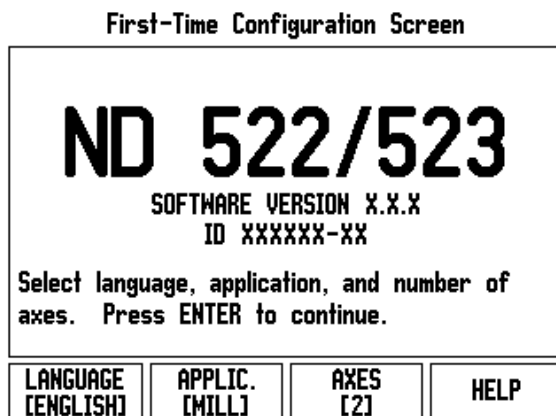 First-Time Configuration Screen
ND 522/523
SOFTWARE VERSION X.X.X
ID XXXXXX-XX
Select language, application, and number of
axes. Press ENTER to continue.
LANGUAGE
[ENGLISH]
APPLIC.
[MILL]
AXES
[2]
HELP